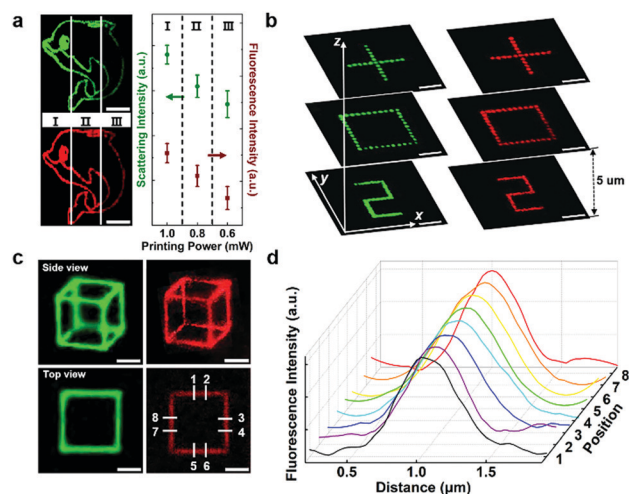 a
I II III
Scattering Intensity (a.u.)
I II III
Fluorescence Intensity (a.u.)
1.0 0.8 0.6
Printing Power (mW)
b
z
y
x
5 um
c
Side view
Top view
1 2
8
7
3
4
5 6
d
Fluorescence Intensity (a.u.)
0.5 1.0 1.5
Distance (μm)
1 2 3 4 5 6 7 8
Position